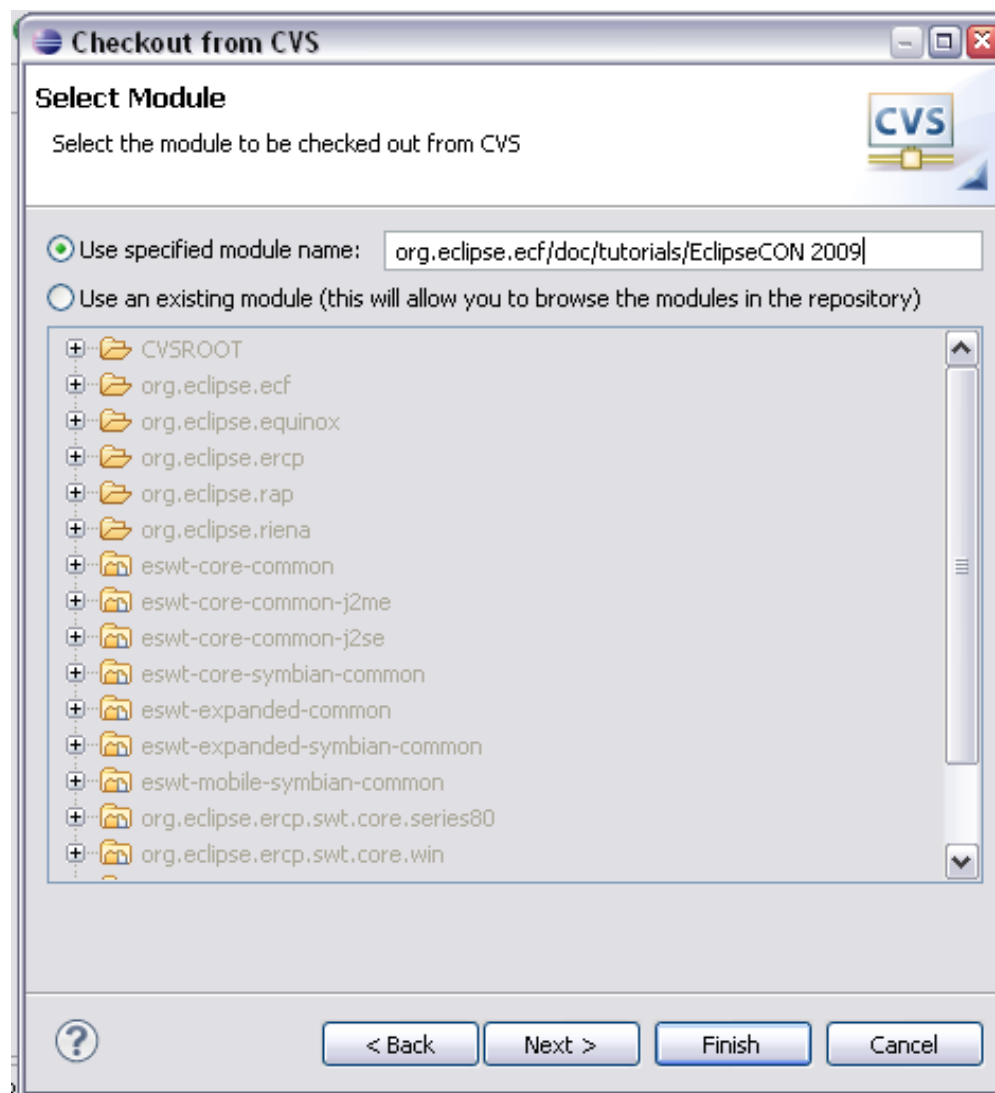 Checkout from CVS
Select Module
Select the module to be checked out from CVS
CVS
Use specified module name: org.eclipse.ecf/doc/tutorials/EclipseCON 2009
Use an existing module (this will allow you to browse the modules in the repository)
CVSROOT
org.eclipse.ecf
org.eclipse.equinox
org.eclipse.ercp
org.eclipse.rap
org.eclipse.riena
eswt-core-common
eswt-core-common-j2me
eswt-core-common-j2se
eswt-core-symbian-common
eswt-expanded-common
eswt-expanded-symbian-common
eswt-mobile-symbian-common
org.eclipse.ercp.swt.core.series80
org.eclipse.ercp.swt.core.win
? < Back Next > Finish Cancel